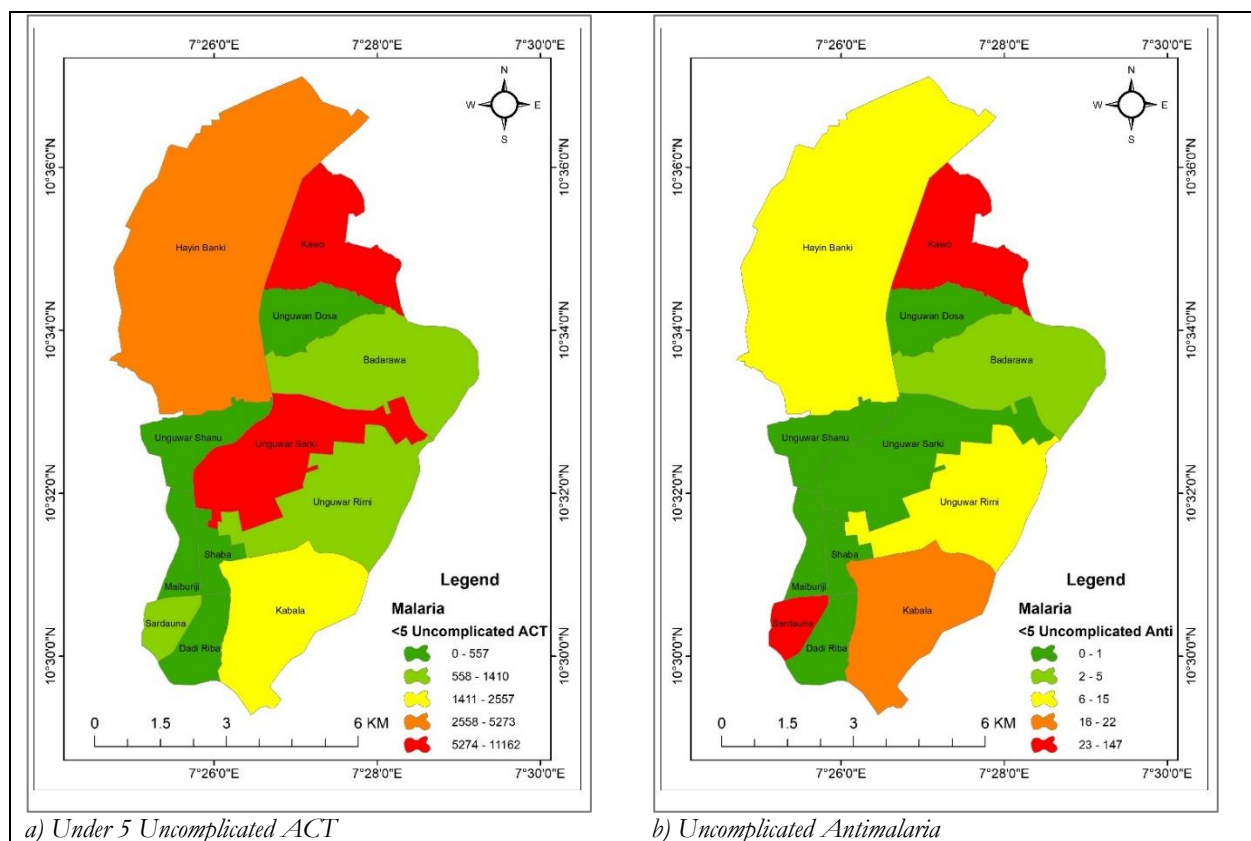 7°26'0"E 7°28'0"E 7°30'0"E
N
W E
S
10°36'0"N 10°36'0"N
Hayin Banki
Kawo
Unguwan Dosa
10°34'0"N 10°34'0"N
Badarawa
Unguwar Shanu
Unguwar Sarki
10°32'0"N 10°32'0"N
Unguwar Rimi
Shaba
Maiburiji
Kabala
Sardauna
Dadi Riba
10°30'0"N 10°30'0"N
Legend
Malaria
<5 Uncomplicated ACT
0 - 557
558 - 1410
1411 - 2557
2558 - 5273
5274 - 11162
0 1.5 3 6 KM
7°26'0"E 7°28'0"E 7°30'0"E
a) Under 5 Uncomplicated ACT
7°26'0"E 7°28'0"E 7°30'0"E
N
W E
S
10°36'0"N 10°36'0"N
Hayin Banki
Kawo
Unguwan Dosa
10°34'0"N 10°34'0"N
Badarawa
Unguwar Shanu
Unguwar Sarki
10°32'0"N 10°32'0"N
Unguwar Rimi
Shaba
Maiburiji
Kabala
Sardauna
Dadi Riba
10°30'0"N 10°30'0"N
Legend
Malaria
<5 Uncomplicated Anti
0 - 1
2 - 5
6 - 15
16 - 22
23 - 147
0 1.5 3 6 KM
7°26'0"E 7°28'0"E 7°30'0"E
b) Uncomplicated Antimalaria